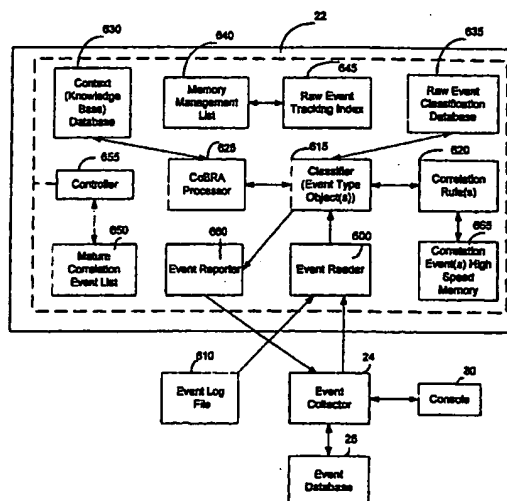 630
640
22
635
Context
(Knowledge
Base)
Database
Memory
Management
List
645
Raw Event
Tracking Index
Raw Event
Classification
Database
655
Controller
625
CoBRA
Processor
615
Classifier
(Event Type
Object(s))
620
Correlation
Rule(s)
650
Mature
Correlation
Event List
660
Event Reporter
600
Event Reader
665
Correlation
Event(s) High
Speed
Memory
610
Event Log
File
24
Event
Collector
30
Console
26
Event
Database